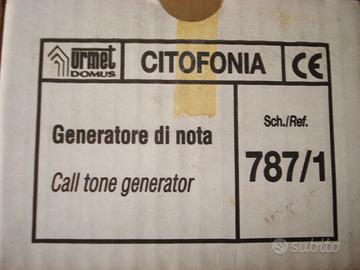 urmet
DOMUS
CITOFONIA
CE
Generatore di nota
Call tone generator
Sch./Ref.
787/1
subito